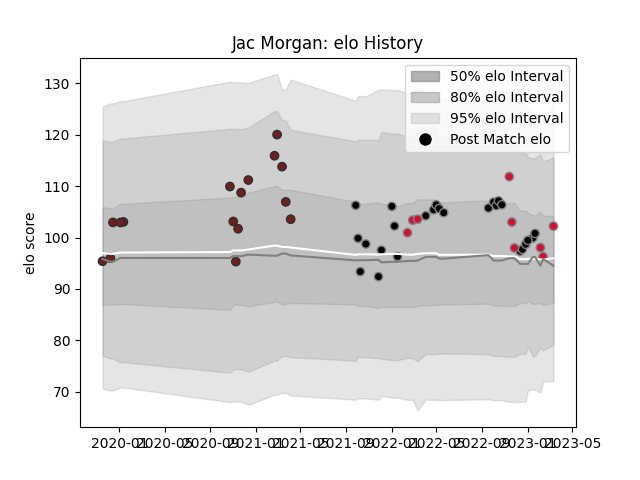 Jac Morgan: elo History
50% elo Interval
80% elo Interval
95% elo Interval
Post Match elo
elo score
130
120
110
100
90
80
70
2020-01 2020-05 2020-09 2021-01 2021-05 2021-09 2022-01 2022-05 2022-09 2023-01 2023-05